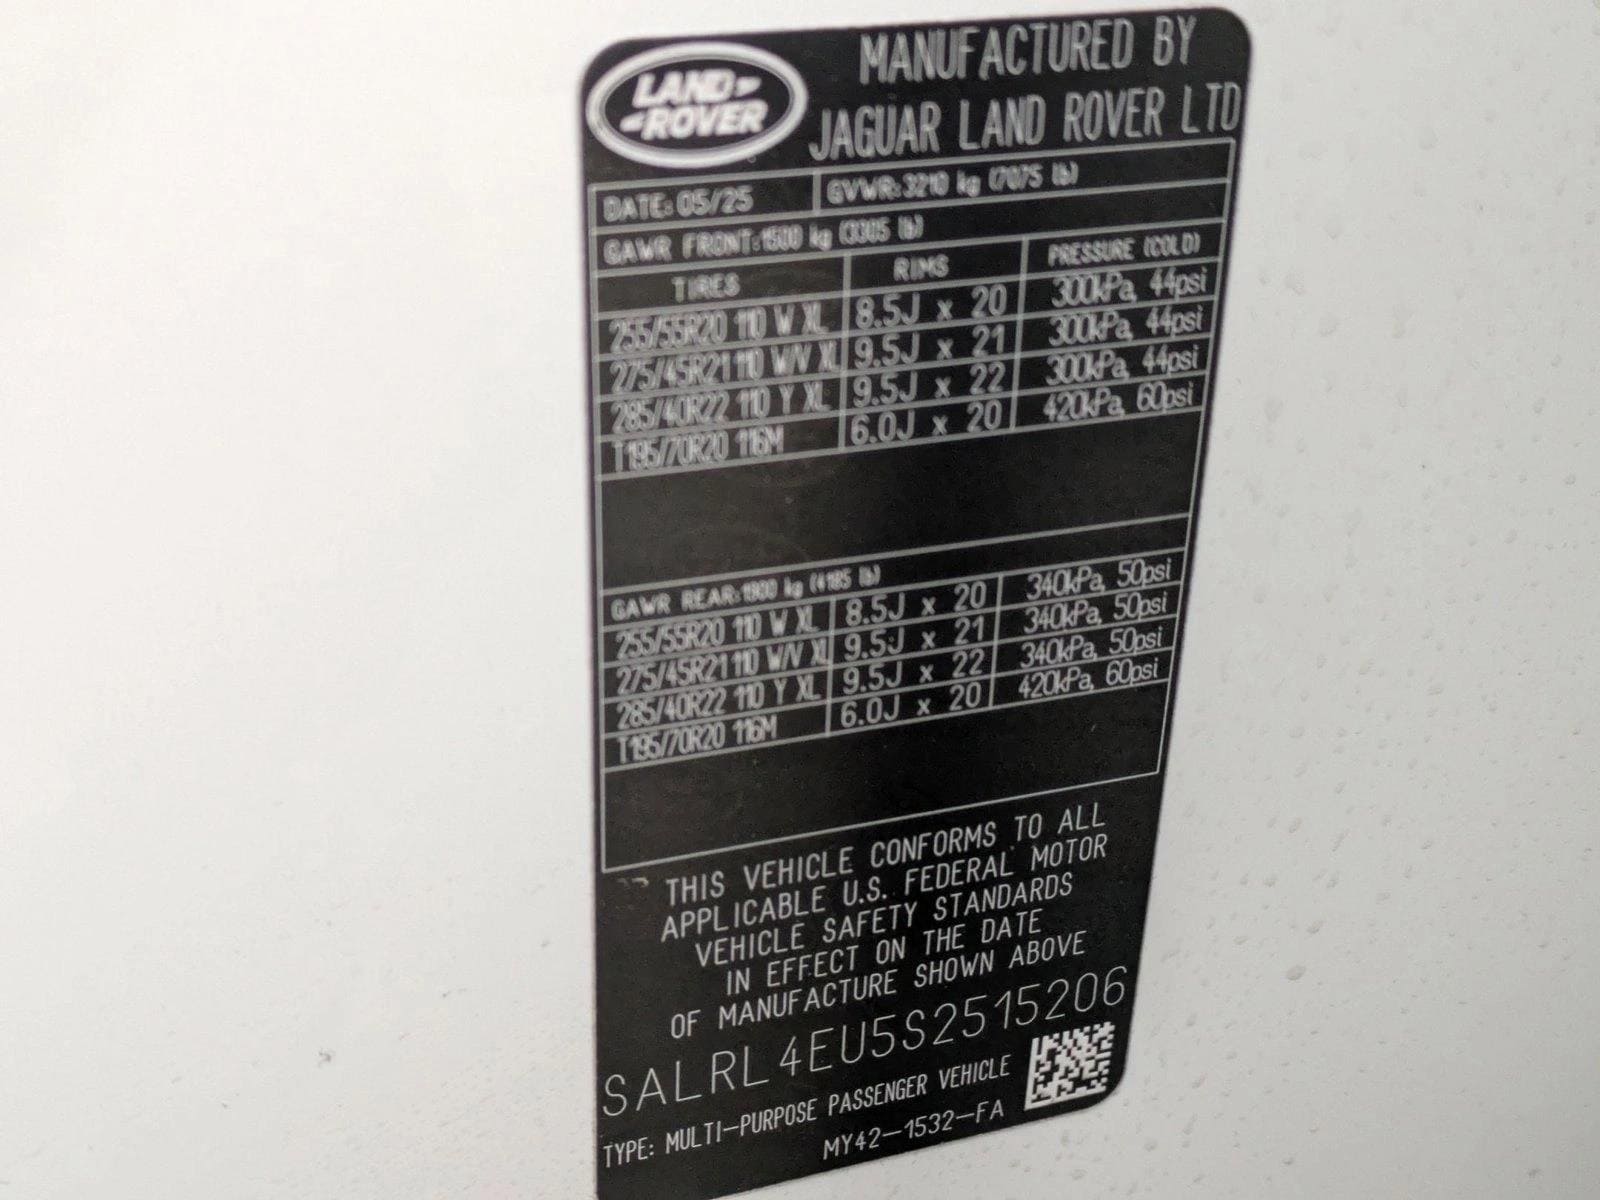 LAND ROVER
MANUFACTURED BY
JAGUAR LAND ROVER LTD
DATE: 05/25 GVWR: 3210 kg (7075 lb)
GAWR FRONT: 1500 kg (3305 lb)
TIRES RIMS PRESSURE (COLD)
255/55R20 110 W XL 8.5J x 20 300kPa, 44psi
275/45R21 110 W/V XL 9.5J x 21 300kPa, 44psi
285/40R22 110 Y XL 9.5J x 22 300kPa, 44psi
T195/70R20 116M 6.0J x 20 420kPa, 60psi
GAWR REAR: 1900 kg (4185 lb)
255/55R20 110 W XL 8.5J x 20 340kPa, 50psi
275/45R21 110 W/V XL 9.5J x 21 340kPa, 50psi
285/40R22 110 Y XL 9.5J x 22 340kPa, 50psi
T195/70R20 116M 6.0J x 20 420kPa, 60psi
THIS VEHICLE CONFORMS TO ALL
APPLICABLE U.S. FEDERAL MOTOR
VEHICLE SAFETY STANDARDS
IN EFFECT ON THE DATE
OF MANUFACTURE SHOWN ABOVE
SALRL4EU5S2515206
TYPE: MULTI-PURPOSE PASSENGER VEHICLE
MY42-1532-FA